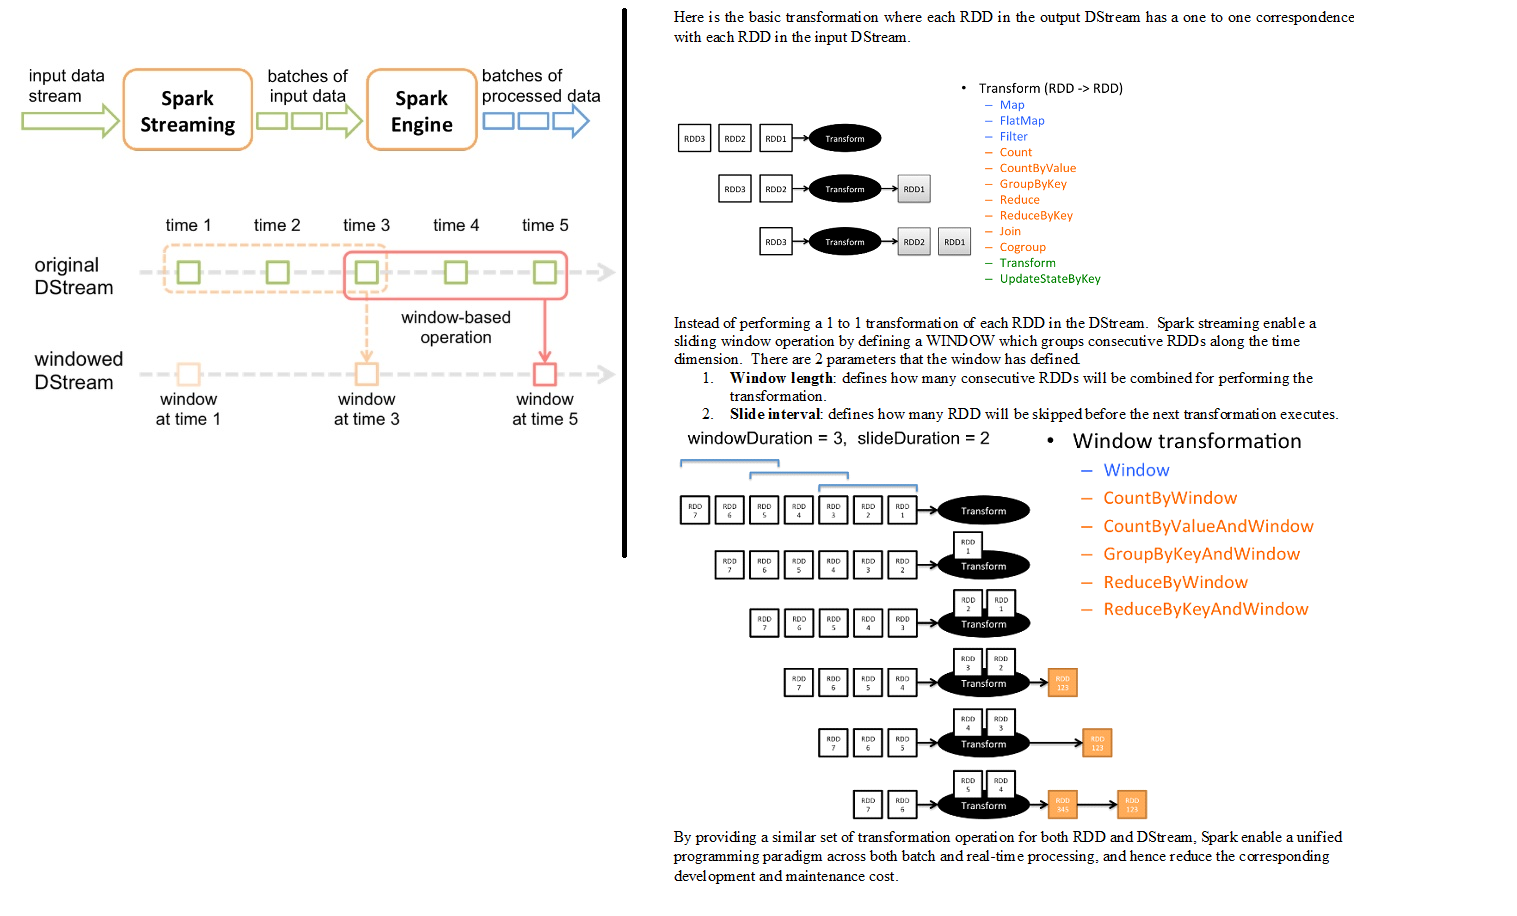 input data
stream
Spark
Streaming
batches of
input data
Spark
Engine
batches of
processed data
time 1 time 2 time 3 time 4 time 5
original
DStream
window-based
operation
windowed
DStream
window
at time 1
window
at time 3
window
at time 5
Here is the basic transformation where each RDD in the output DStream has a one to one correspondence
with each RDD in the input DStream.
RDD3 RDD2 RDD1 Transform
RDD3 RDD2 Transform RDD1
RDD3 Transform RDD2 RDD1
• Transform (RDD -> RDD)
– Map
– FlatMap
– Filter
– Count
– CountByValue
– GroupByKey
– Reduce
– ReduceByKey
– Join
– Cogroup
– Transform
– UpdateStateByKey
Instead of performing a 1 to 1 transformation of each RDD in the DStream.  Spark streaming enable a
sliding window operation by defining a WINDOW which groups consecutive RDDs along the time
dimension.  There are 2 parameters that the window has defined.
1. Window length: defines how many consecutive RDDs will be combined for performing the
transformation.
2. Slide interval: defines how many RDD will be skipped before the next transformation executes.
windowDuration = 3,  slideDuration = 2
RDD 7 RDD 6 RDD 5 RDD 4 RDD 3 RDD 2 RDD 1 Transform
RDD 1
RDD 7 RDD 6 RDD 5 RDD 4 RDD 3 RDD 2 Transform
RDD 2 RDD 1
RDD 7 RDD 6 RDD 5 RDD 4 RDD 3 Transform
RDD 3 RDD 2
RDD 7 RDD 6 RDD 5 RDD 4 Transform RDD 123
RDD 4 RDD 3
RDD 7 RDD 6 RDD 5 Transform RDD 123
RDD 5 RDD 4
RDD 7 RDD 6 Transform RDD 345 RDD 123
• Window transformation
– Window
– CountByWindow
– CountByValueAndWindow
– GroupByKeyAndWindow
– ReduceByWindow
– ReduceByKeyAndWindow
By providing a similar set of transformation operation for both RDD and DStream, Spark enable a unified
programming paradigm across both batch and real-time processing, and hence reduce the corresponding
development and maintenance cost.